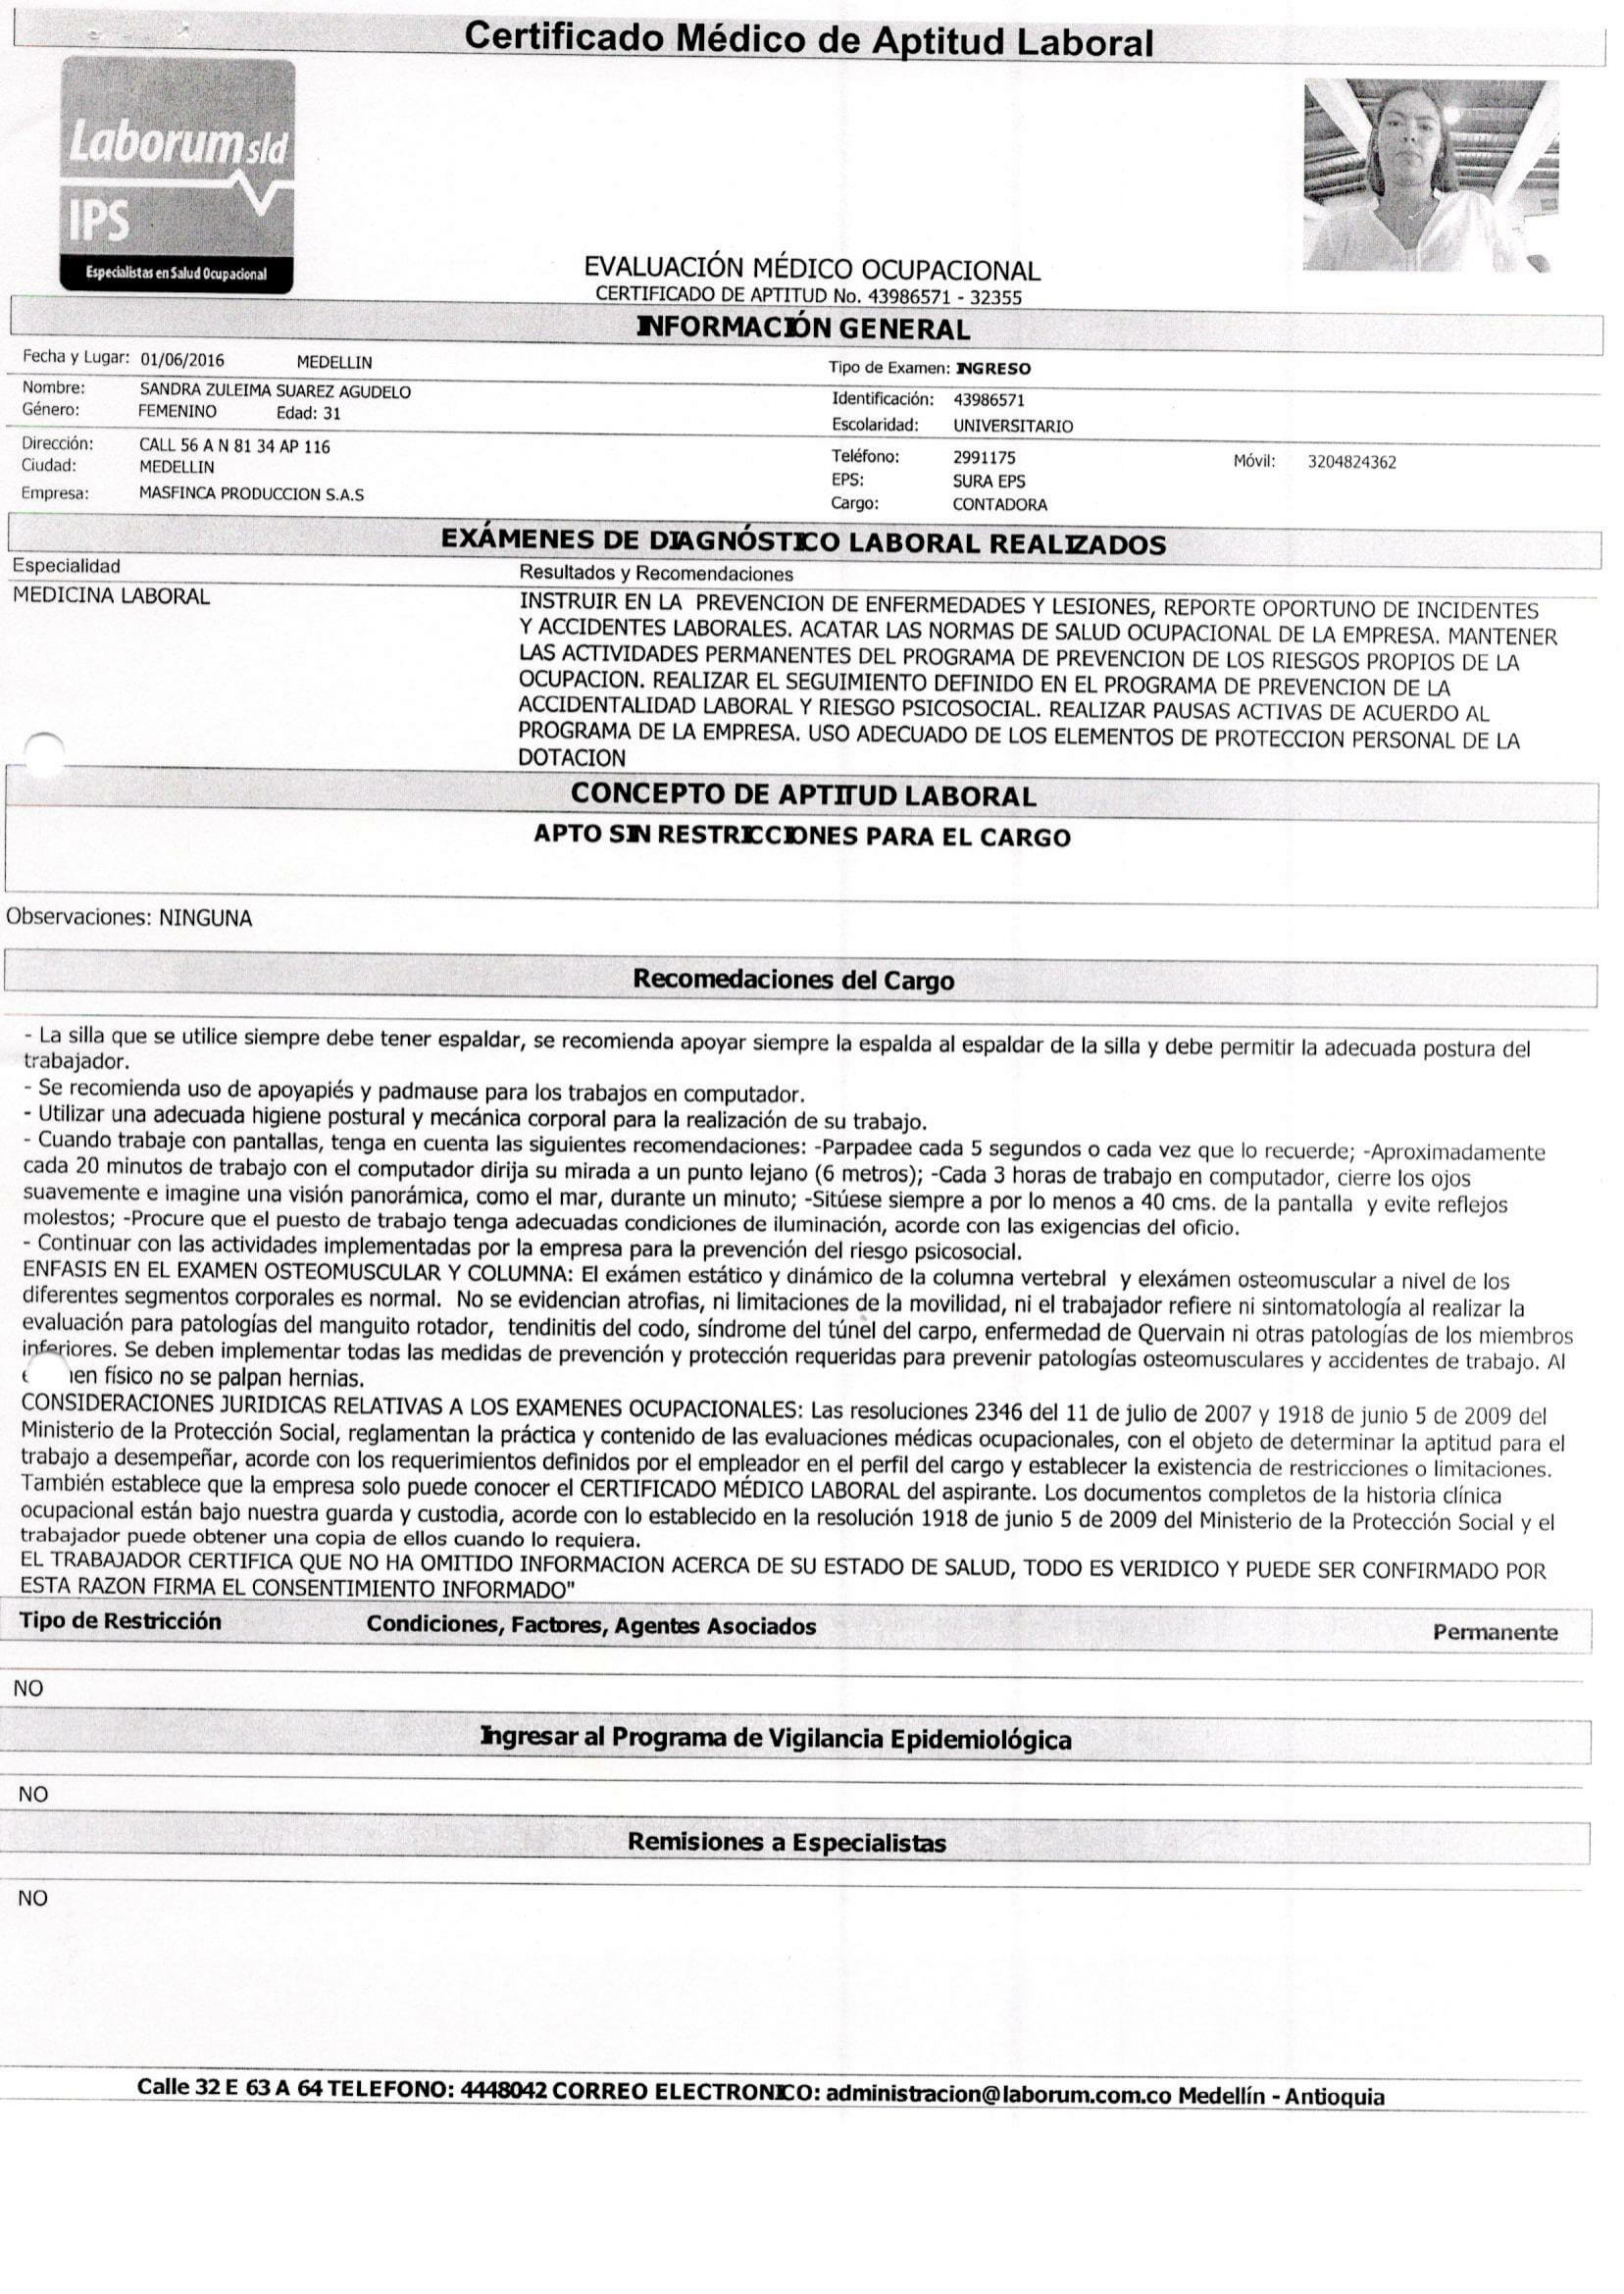 Certificado Médico de Aptitud Laboral
Laborum sld
IPS
Especialistas en Salud Ocupacional
EVALUACIÓN MÉDICO OCUPACIONAL
CERTIFICADO DE APTITUD No. 43986571 - 32355
INFORMACIÓN GENERAL
Fecha y Lugar: 01/06/2016 MEDELLIN Tipo de Examen: INGRESO
Nombre: SANDRA ZULEIMA SUAREZ AGUDELO Identificación: 43986571
Género: FEMENINO Edad: 31 Escolaridad: UNIVERSITARIO
Dirección: CALL 56 A N 81 34 AP 116 Teléfono: 2991175 Móvil: 3204824362
Ciudad: MEDELLIN EPS: SURA EPS
Empresa: MASFINCA PRODUCCION S.A.S Cargo: CONTADORA
EXÁMENES DE DIAGNÓSTICO LABORAL REALIZADOS
Especialidad Resultados y Recomendaciones
MEDICINA LABORAL INSTRUIR EN LA PREVENCION DE ENFERMEDADES Y LESIONES, REPORTE OPORTUNO DE INCIDENTES
Y ACCIDENTES LABORALES. ACATAR LAS NORMAS DE SALUD OCUPACIONAL DE LA EMPRESA. MANTENER
LAS ACTIVIDADES PERMANENTES DEL PROGRAMA DE PREVENCION DE LOS RIESGOS PROPIOS DE LA
OCUPACION. REALIZAR EL SEGUIMIENTO DEFINIDO EN EL PROGRAMA DE PREVENCION DE LA
ACCIDENTALIDAD LABORAL Y RIESGO PSICOSOCIAL. REALIZAR PAUSAS ACTIVAS DE ACUERDO AL
PROGRAMA DE LA EMPRESA. USO ADECUADO DE LOS ELEMENTOS DE PROTECCION PERSONAL DE LA
DOTACION
CONCEPTO DE APTITUD LABORAL
APTO SIN RESTRICCIONES PARA EL CARGO
Observaciones: NINGUNA
Recomedaciones del Cargo
- La silla que se utilice siempre debe tener espaldar, se recomienda apoyar siempre la espalda al espaldar de la silla y debe permitir la adecuada postura del
trabajador.
- Se recomienda uso de apoyapiés y padmause para los trabajos en computador.
- Utilizar una adecuada higiene postural y mecánica corporal para la realización de su trabajo.
- Cuando trabaje con pantallas, tenga en cuenta las siguientes recomendaciones: -Parpadee cada 5 segundos o cada vez que lo recuerde; -Aproximadamente
cada 20 minutos de trabajo con el computador dirija su mirada a un punto lejano (6 metros); -Cada 3 horas de trabajo en computador, cierre los ojos
suavemente e imagine una visión panorámica, como el mar, durante un minuto; -Sitúese siempre a por lo menos a 40 cms. de la pantalla y evite reflejos
molestos; -Procure que el puesto de trabajo tenga adecuadas condiciones de iluminación, acorde con las exigencias del oficio.
- Continuar con las actividades implementadas por la empresa para la prevención del riesgo psicosocial.
ENFASIS EN EL EXAMEN OSTEOMUSCULAR Y COLUMNA: El exámen estático y dinámico de la columna vertebral y elexámen osteomuscular a nivel de los
diferentes segmentos corporales es normal. No se evidencian atrofias, ni limitaciones de la movilidad, ni el trabajador refiere ni sintomatología al realizar la
evaluación para patologías del manguito rotador, tendinitis del codo, síndrome del túnel del carpo, enfermedad de Quervain ni otras patologías de los miembros
inferiores. Se deben implementar todas las medidas de prevención y protección requeridas para prevenir patologías osteomusculares y accidentes de trabajo. Al
físico no se palpan hernias.
CONSIDERACIONES JURIDICAS RELATIVAS A LOS EXAMENES OCUPACIONALES: Las resoluciones 2346 del 11 de julio de 2007 y 1918 de junio 5 de 2009 del
Ministerio de la Protección Social, reglamentan la práctica y contenido de las evaluaciones médicas ocupacionales, con el objeto de determinar la aptitud para el
trabajo a desempeñar, acorde con los requerimientos definidos por el empleador en el perfil del cargo y establecer la existencia de restricciones o limitaciones.
También establece que la empresa solo puede conocer el CERTIFICADO MÉDICO LABORAL del aspirante. Los documentos completos de la historia clínica
ocupacional están bajo nuestra guarda y custodia, acorde con lo establecido en la resolución 1918 de junio 5 de 2009 del Ministerio de la Protección Social y el
trabajador puede obtener una copia de ellos cuando lo requiera.
EL TRABAJADOR CERTIFICA QUE NO HA OMITIDO INFORMACION ACERCA DE SU ESTADO DE SALUD, TODO ES VERIDICO Y PUEDE SER CONFIRMADO POR
ESTA RAZON FIRMA EL CONSENTIMIENTO INFORMADO"
Tipo de Restricción Condiciones, Factores, Agentes Asociados Permanente
NO
Ingresar al Programa de Vigilancia Epidemiológica
NO
Remisiones a Especialistas
NO
Calle 32 E 63 A 64 TELEFONO: 4448042 CORREO ELECTRONICO: administracion@laborum.com.co Medellín - Antioquia